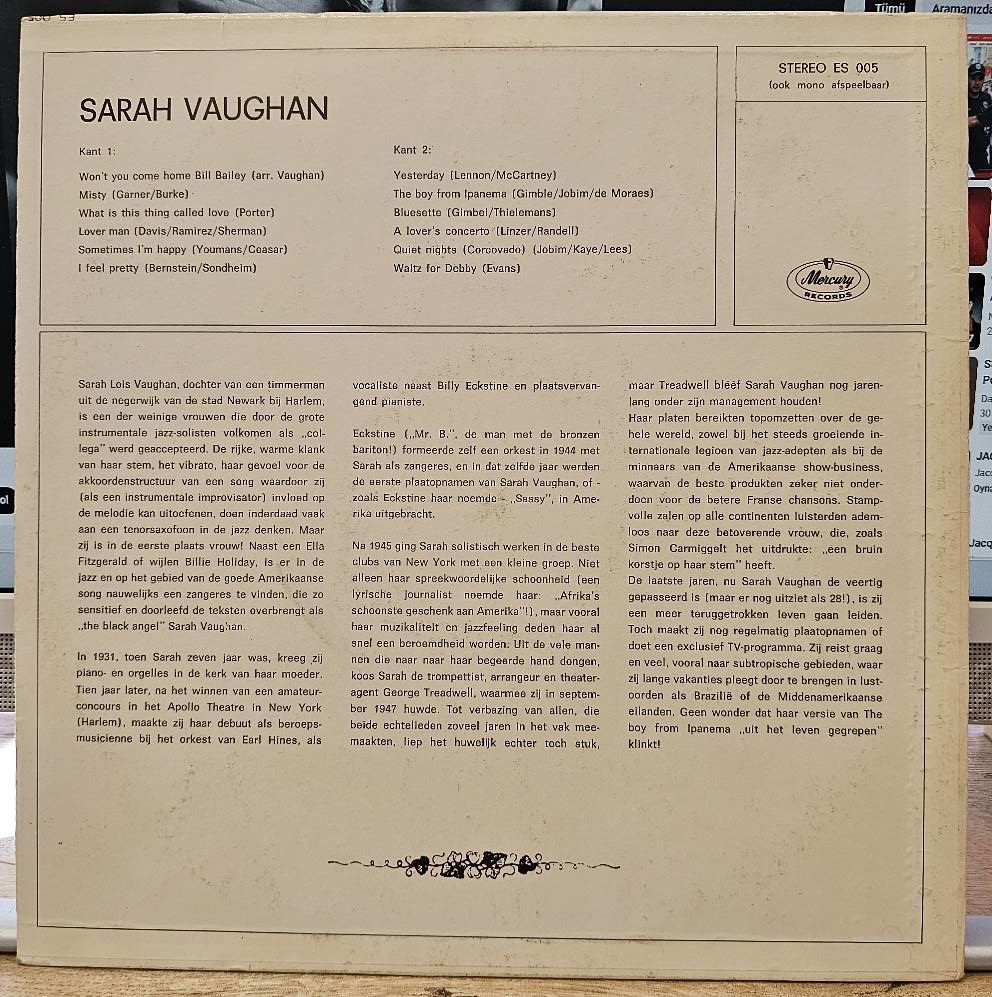 Tümü
Aramanızda
ES 005
STEREO ES 005
(ook mono afspeelbaar)
SARAH VAUGHAN
Kant 1:
Won't you come home Bill Bailey (arr. Vaughan)
Misty (Garner/Burke)
What is this thing called love (Porter)
Lover man (Davis/Ramirez/Sherman)
Sometimes I'm happy (Youmans/Ceasar)
I feel pretty (Bernstein/Sondheim)
Kant 2:
Yesterday (Lennon/McCartney)
The boy from Ipanema (Gimble/Jobim/de Moraes)
Bluesette (Gimbel/Thielemans)
A lover's concerto (Linzer/Randell)
Quiet nights (Corcovado) (Jobim/Kaye/Lees)
Waltz for Debby (Evans)
Mercury
RECORDS
Sarah Lois Vaughan, dochter van een timmerman
uit de negerwijk van de stad Newark bij Harlem,
is een der weinige vrouwen die door de grote
instrumentale jazz-solisten volkomen als „col-
lega" werd geaccepteerd. De rijke, warme klank
van haar stem, het vibrato, haar gevoel voor de
akkoordenstructuur van een song waardoor zij
(als een instrumentale improvisator) invloed op
de melodie kan uitoefenen, doen inderdaad vaak
aan een tenorsaxofoon in de jazz denken. Maar
zij is in de eerste plaats vrouw! Naast een Ella
Fitzgerald of wijlen Billie Holiday, is er in de
jazz en op het gebied van de goede Amerikaanse
song nauwelijks een zangeres te vinden, die zo
sensitief en doorleefd de teksten overbrengt als
„the black angel" Sarah Vaughan.
In 1931, toen Sarah zeven jaar was, kreeg zij
piano- en orgelles in de kerk van haar moeder.
Tien jaar later, na het winnen van een amateur-
concours in het Apollo Theatre in New York
(Harlem), maakte zij haar debuut als beroeps-
musicienne bij het orkest van Earl Hines, als
vocaliste naast Billy Eckstine en plaatsvervan-
gend pianiste.
Eckstine („Mr. B.", de man met de bronzen
bariton!) formeerde zelf een orkest in 1944 met
Sarah als zangeres, en in dat zelfde jaar werden
de eerste plaatopnamen van Sarah Vaughan, of -
zoals Eckstine haar noemde - „Sassy", in Ame-
rika uitgebracht.
Na 1945 ging Sarah solistisch werken in de beste
clubs van New York met een kleine groep. Niet
alleen haar spreekwoordelijke schoonheid (een
lyrische journalist noemde haar: „Afrika's
schoonste geschenk aan Amerika"!), maar vooral
haar muzikaliteit en jazzfeeling deden haar al
snel een beroemdheid worden. Uit de vele man-
nen die naar naar haar begeerde hand dongen,
koos Sarah de trompettist, arrangeur en theater-
agent George Treadwell, waarmee zij in septem-
ber 1947 huwde. Tot verbazing van allen, die
beide echtelieden zoveel jaren in het vak mee-
maakten, liep het huwelijk echter toch stuk,
maar Treadwell bléëf Sarah Vaughan nog jaren-
lang onder zijn management houden!
Haar platen bereikten topomzetten over de ge-
hele wereld, zowel bij het steeds groeiende in-
ternationale legioen van jazz-adepten als bij de
minnaars van de Amerikaanse show-business,
waarvan de beste produkten zeker niet onder-
doen voor de betere Franse chansons. Stamp-
volle zalen op alle continenten luisterden adem-
loos naar deze betoverende vrouw, die, zoals
Simon Carmiggelt het uitdrukte: „een bruin
korstje op haar stem" heeft.
De laatste jaren, nu Sarah Vaughan de veertig
gepasseerd is (maar er nog uitziet als 28!), is zij
een meer teruggetrokken leven gaan leiden.
Toch maakt zij nog regelmatig plaatopnamen of
doet een exclusief TV-programma. Zij reist graag
en veel, vooral naar subtropische gebieden, waar
zij lange vakanties pleegt door te brengen in lust-
oorden als Brazilië of de Middenamerikaanse
eilanden. Geen wonder dat haar versie van The
boy from Ipanema „uit het leven gegrepen"
klinkt!